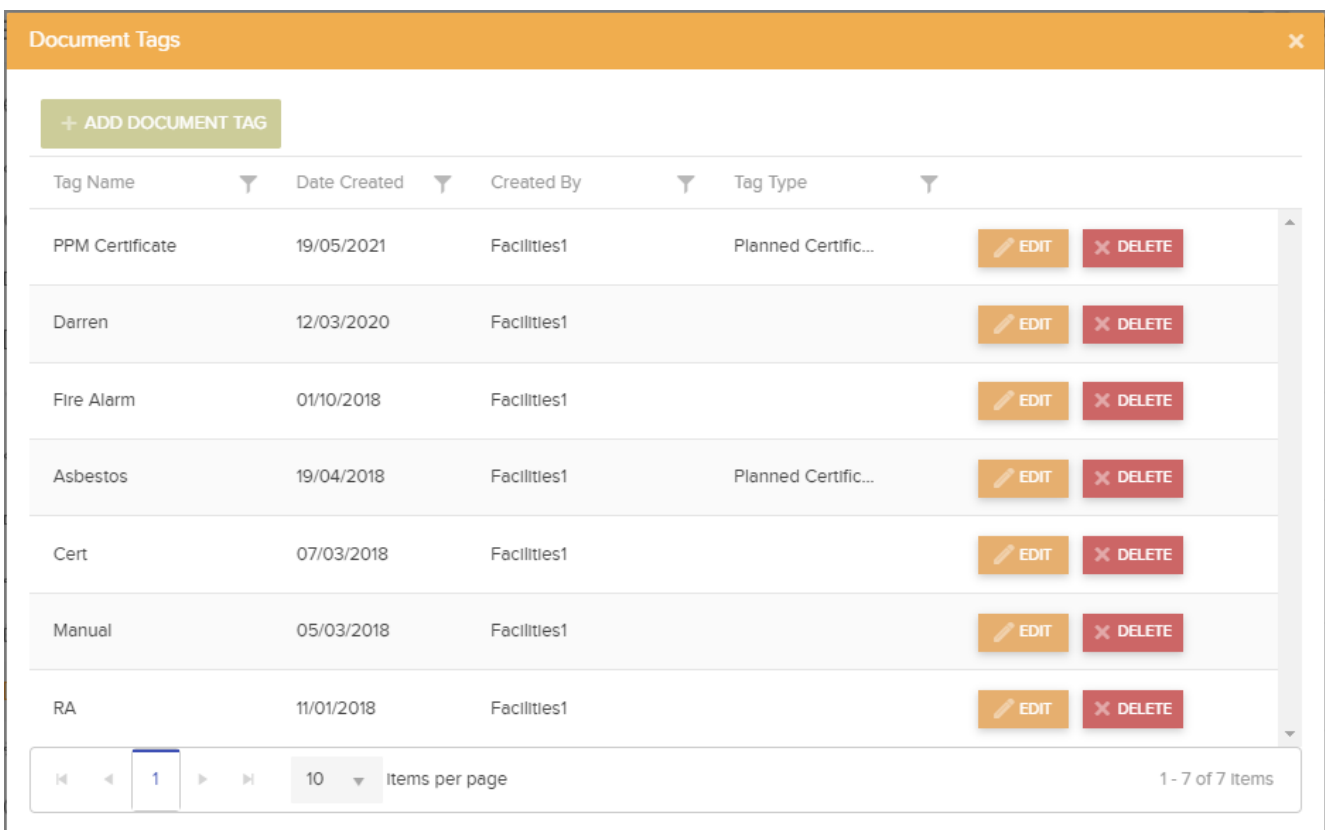 Document Tags
ADD DOCUMENT TAG
Tag Name Date Created Created By Tag Type
PPM Certificate 19/05/2021 Facilities1 Planned Certific... EDIT DELETE
Darren 12/03/2020 Facilities1 EDIT DELETE
Fire Alarm 01/10/2018 Facilities1 EDIT DELETE
Asbestos 19/04/2018 Facilities1 Planned Certific... EDIT DELETE
Cert 07/03/2018 Facilities1 EDIT DELETE
Manual 05/03/2018 Facilities1 EDIT DELETE
RA 11/01/2018 Facilities1 EDIT DELETE
1 10 Items per page 1 - 7 of 7 Items